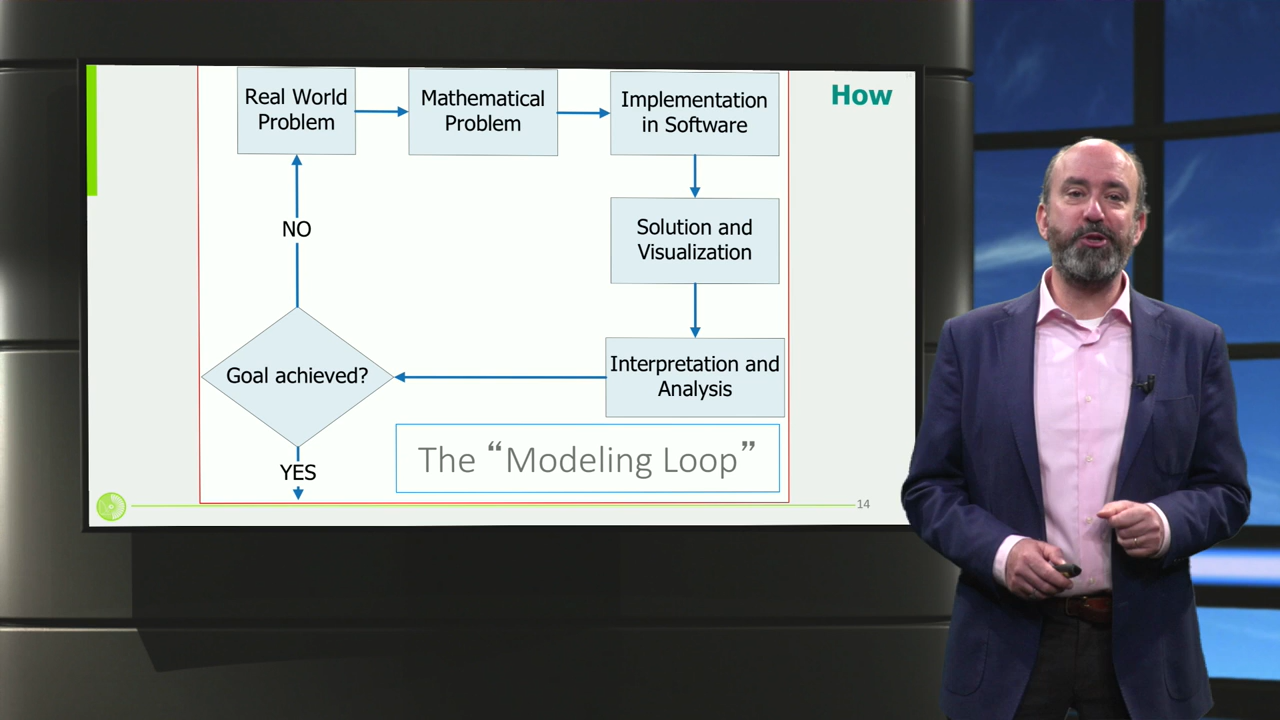 How
Real World
Problem
Mathematical
Problem
Implementation
in Software
Solution and
Visualization
Interpretation and
Analysis
Goal achieved?
NO
YES
The “Modeling Loop”
14